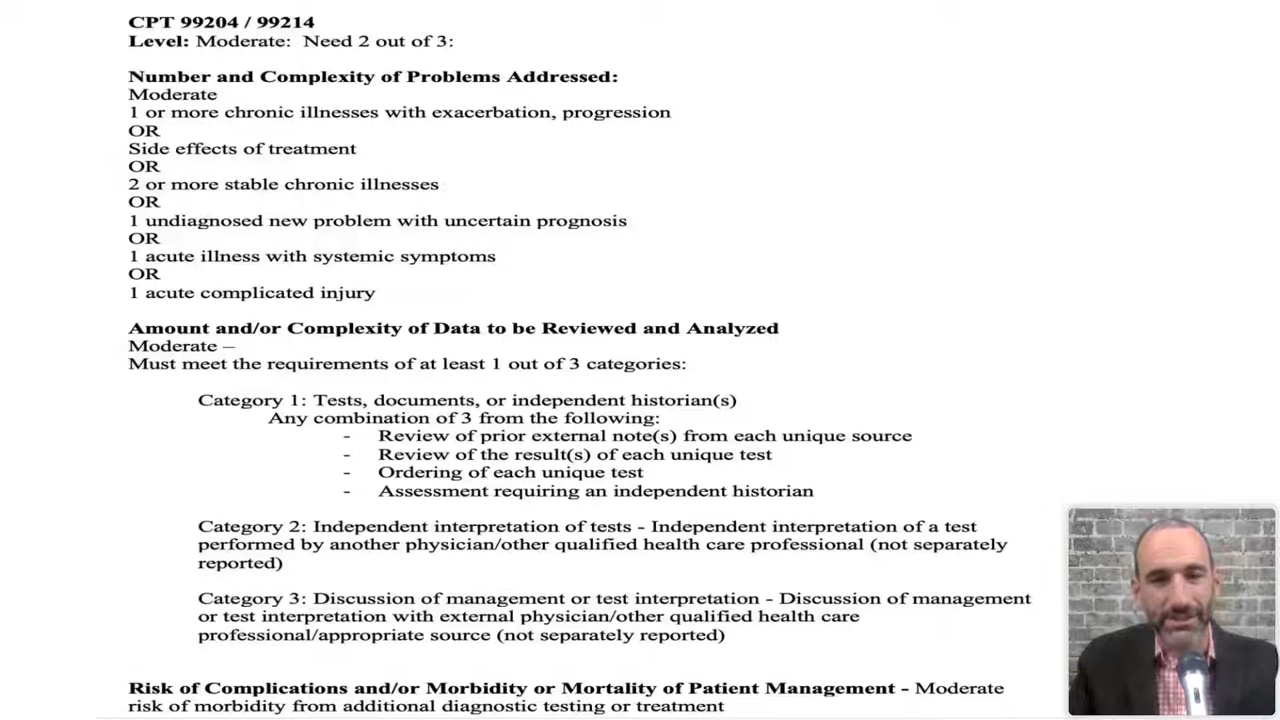 CPT 99204 / 99214
Level: Moderate: Need 2 out of 3:
Number and Complexity of Problems Addressed:
Moderate
1 or more chronic illnesses with exacerbation, progression
OR
Side effects of treatment
OR
2 or more stable chronic illnesses
OR
1 undiagnosed new problem with uncertain prognosis
OR
1 acute illness with systemic symptoms
OR
1 acute complicated injury
Amount and/or Complexity of Data to be Reviewed and Analyzed
Moderate –
Must meet the requirements of at least 1 out of 3 categories:
Category 1: Tests, documents, or independent historian(s)
Any combination of 3 from the following:
- Review of prior external note(s) from each unique source
- Review of the result(s) of each unique test
- Ordering of each unique test
- Assessment requiring an independent historian
Category 2: Independent interpretation of tests - Independent interpretation of a test
performed by another physician/other qualified health care professional (not separately
reported)
Category 3: Discussion of management or test interpretation - Discussion of management
or test interpretation with external physician/other qualified health care
professional/appropriate source (not separately reported)
Risk of Complications and/or Morbidity or Mortality of Patient Management - Moderate
risk of morbidity from additional diagnostic testing or treatment